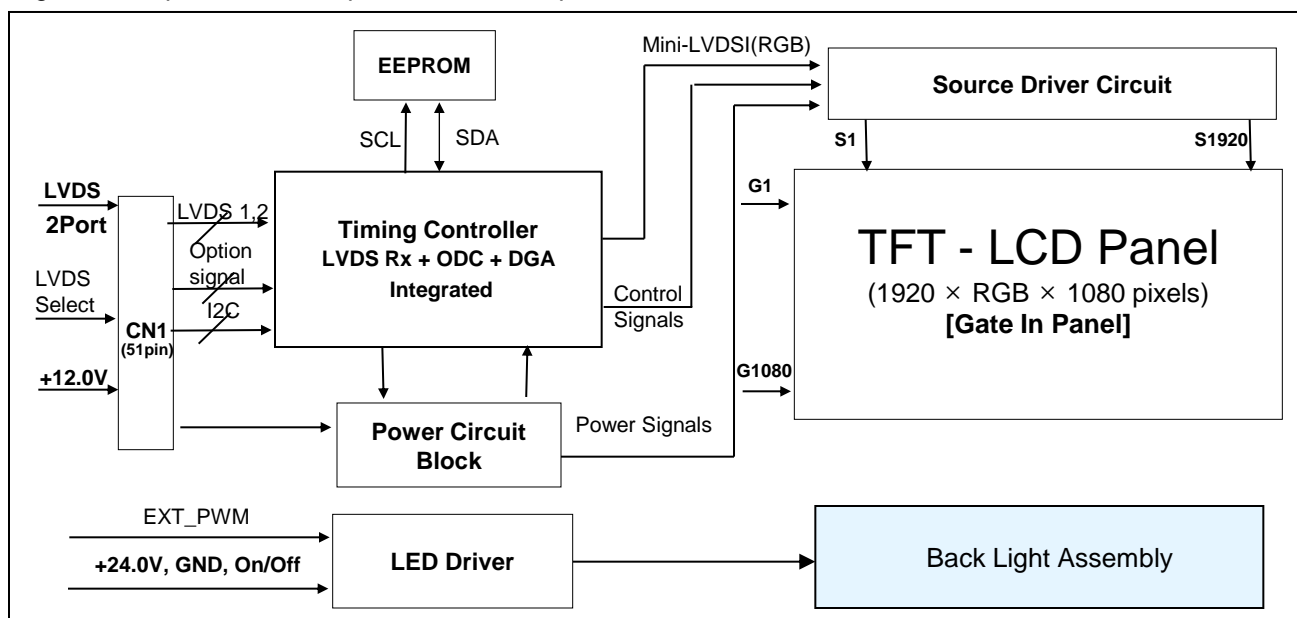 Mini-LVDSI(RGB)
EEPROM
Source Driver Circuit
SCL
SDA
S1
S1920
LVDS
2Port
LVDS 1,2
G1
Timing Controller
LVDS Rx + ODC + DGA
Integrated
TFT - LCD Panel
(1920 × RGB × 1080 pixels)
[Gate In Panel]
Option
signal
LVDS
Select
I2C
Control
Signals
CN1
(51pin)
+12.0V
G1080
Power Circuit
Block
Power Signals
EXT_PWM
+24.0V, GND, On/Off
LED Driver
Back Light Assembly